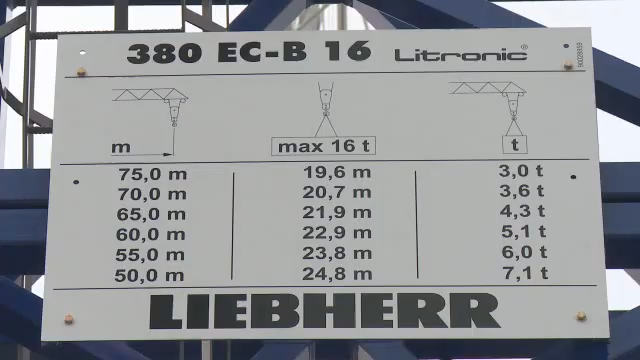 380 EC-B 16 Litronic®
m max 16 t t
75,0 m 19,6 m 3,0 t
70,0 m 20,7 m 3,6 t
65,0 m 21,9 m 4,3 t
60,0 m 22,9 m 5,1 t
55,0 m 23,8 m 6,0 t
50,0 m 24,8 m 7,1 t
LIEBHERR